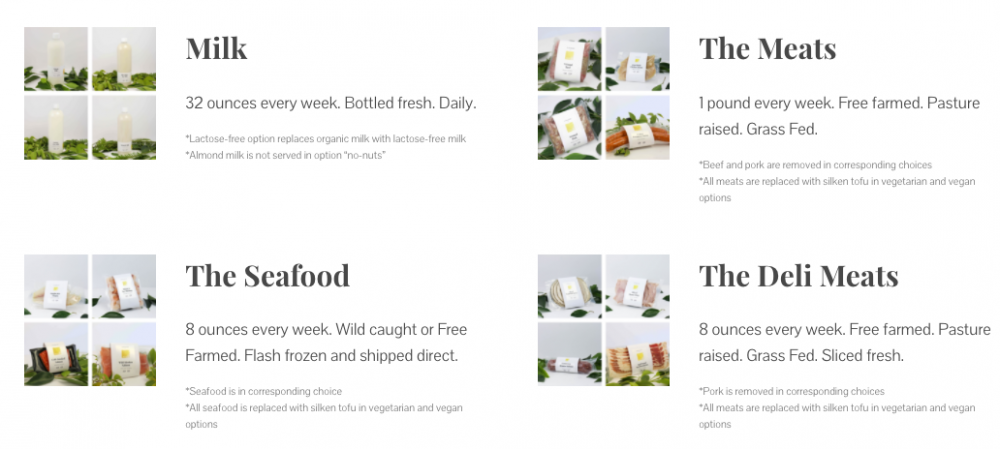 Milk
32 ounces every week. Bottled fresh. Daily.
*Lactose-free option replaces organic milk with lactose-free milk
*Almond milk is not served in option “no-nuts”
The Meats
1 pound every week. Free farmed. Pasture
raised. Grass Fed.
*Beef and pork are removed in corresponding choices
*All meats are replaced with silken tofu in vegetarian and vegan
options
The Seafood
8 ounces every week. Wild caught or Free
Farmed. Flash frozen and shipped direct.
*Seafood is in corresponding choice
*All seafood is replaced with silken tofu in vegetarian and vegan
options
The Deli Meats
8 ounces every week. Free farmed. Pasture
raised. Grass Fed. Sliced fresh.
*Pork is removed in corresponding choices
*All meats are replaced with silken tofu in vegetarian and vegan
options